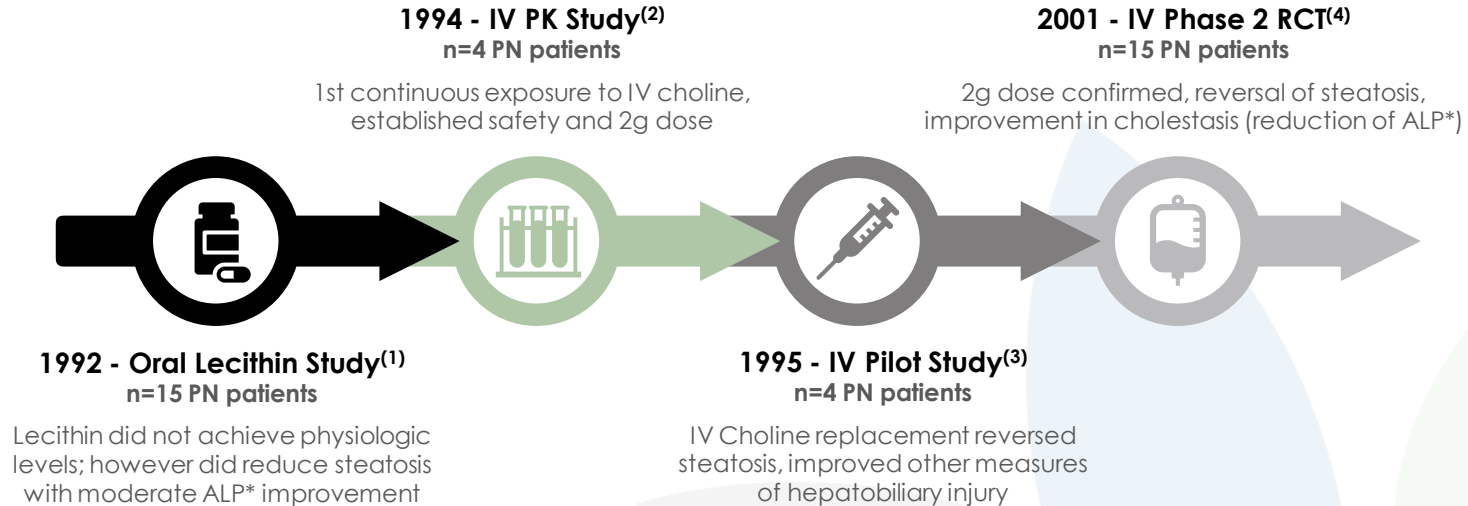 1994 - IV PK Study(2)
n=4 PN patients
1st continuous exposure to IV choline,
established safety and 2g dose
2001 - IV Phase 2 RCT(4)
n=15 PN patients
2g dose confirmed, reversal of steatosis,
improvement in cholestasis (reduction of ALP*)
1992 - Oral Lecithin Study(1)
n=15 PN patients
Lecithin did not achieve physiologic
levels; however did reduce steatosis
with moderate ALP* improvement
1995 - IV Pilot Study(3)
n=4 PN patients
IV Choline replacement reversed
steatosis, improved other measures
of hepatobiliary injury